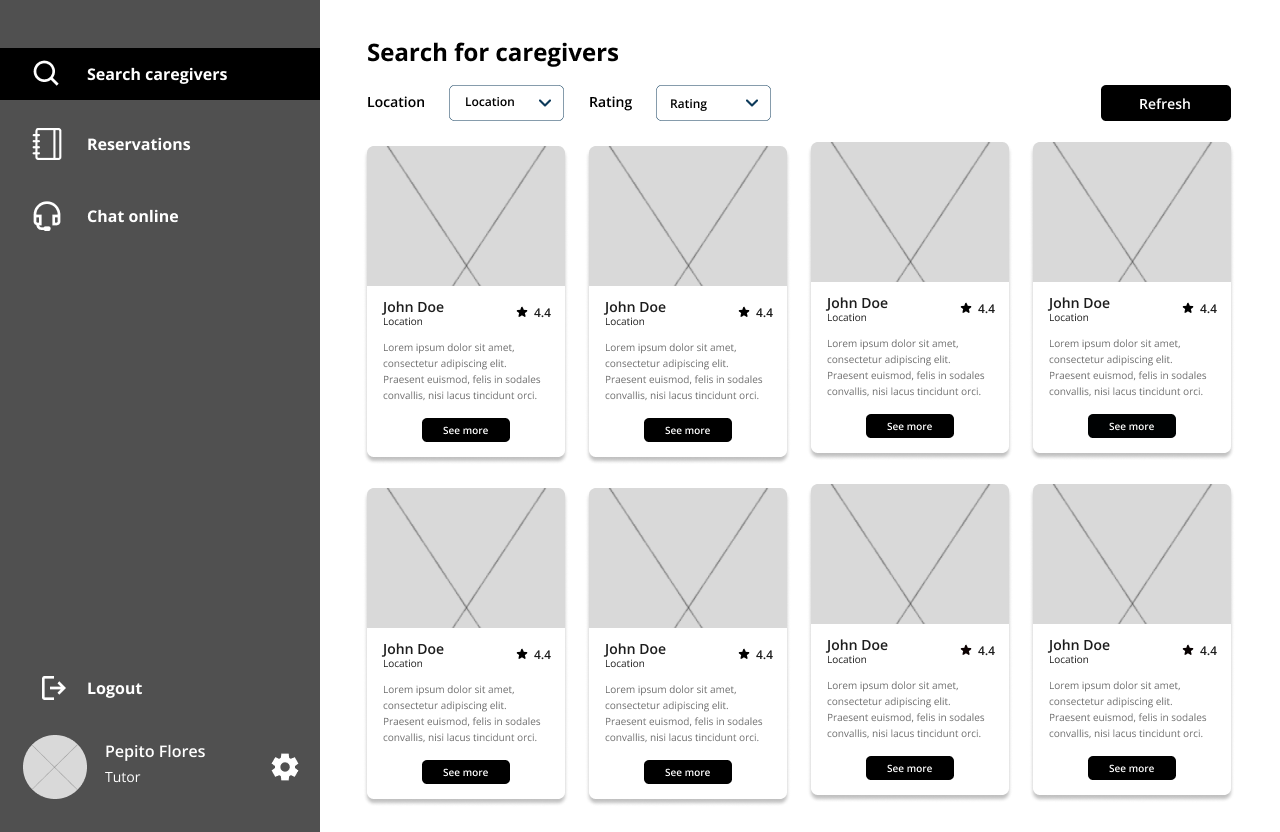 Search caregivers
Reservations
Chat online
Logout
Pepito Flores
Tutor
Search for caregivers
Location
Location
Rating
Rating
Refresh
John Doe
4.4
Location
Lorem ipsum dolor sit amet,
consectetur adipiscing elit.
Praesent euismod, felis in sodales
convallis, nisi lacus tincidunt orci.
See more
John Doe
4.4
Location
Lorem ipsum dolor sit amet,
consectetur adipiscing elit.
Praesent euismod, felis in sodales
convallis, nisi lacus tincidunt orci.
See more
John Doe
4.4
Location
Lorem ipsum dolor sit amet,
consectetur adipiscing elit.
Praesent euismod, felis in sodales
convallis, nisi lacus tincidunt orci.
See more
John Doe
4.4
Location
Lorem ipsum dolor sit amet,
consectetur adipiscing elit.
Praesent euismod, felis in sodales
convallis, nisi lacus tincidunt orci.
See more
John Doe
4.4
Location
Lorem ipsum dolor sit amet,
consectetur adipiscing elit.
Praesent euismod, felis in sodales
convallis, nisi lacus tincidunt orci.
See more
John Doe
4.4
Location
Lorem ipsum dolor sit amet,
consectetur adipiscing elit.
Praesent euismod, felis in sodales
convallis, nisi lacus tincidunt orci.
See more
John Doe
4.4
Location
Lorem ipsum dolor sit amet,
consectetur adipiscing elit.
Praesent euismod, felis in sodales
convallis, nisi lacus tincidunt orci.
See more
John Doe
4.4
Location
Lorem ipsum dolor sit amet,
consectetur adipiscing elit.
Praesent euismod, felis in sodales
convallis, nisi lacus tincidunt orci.
See more